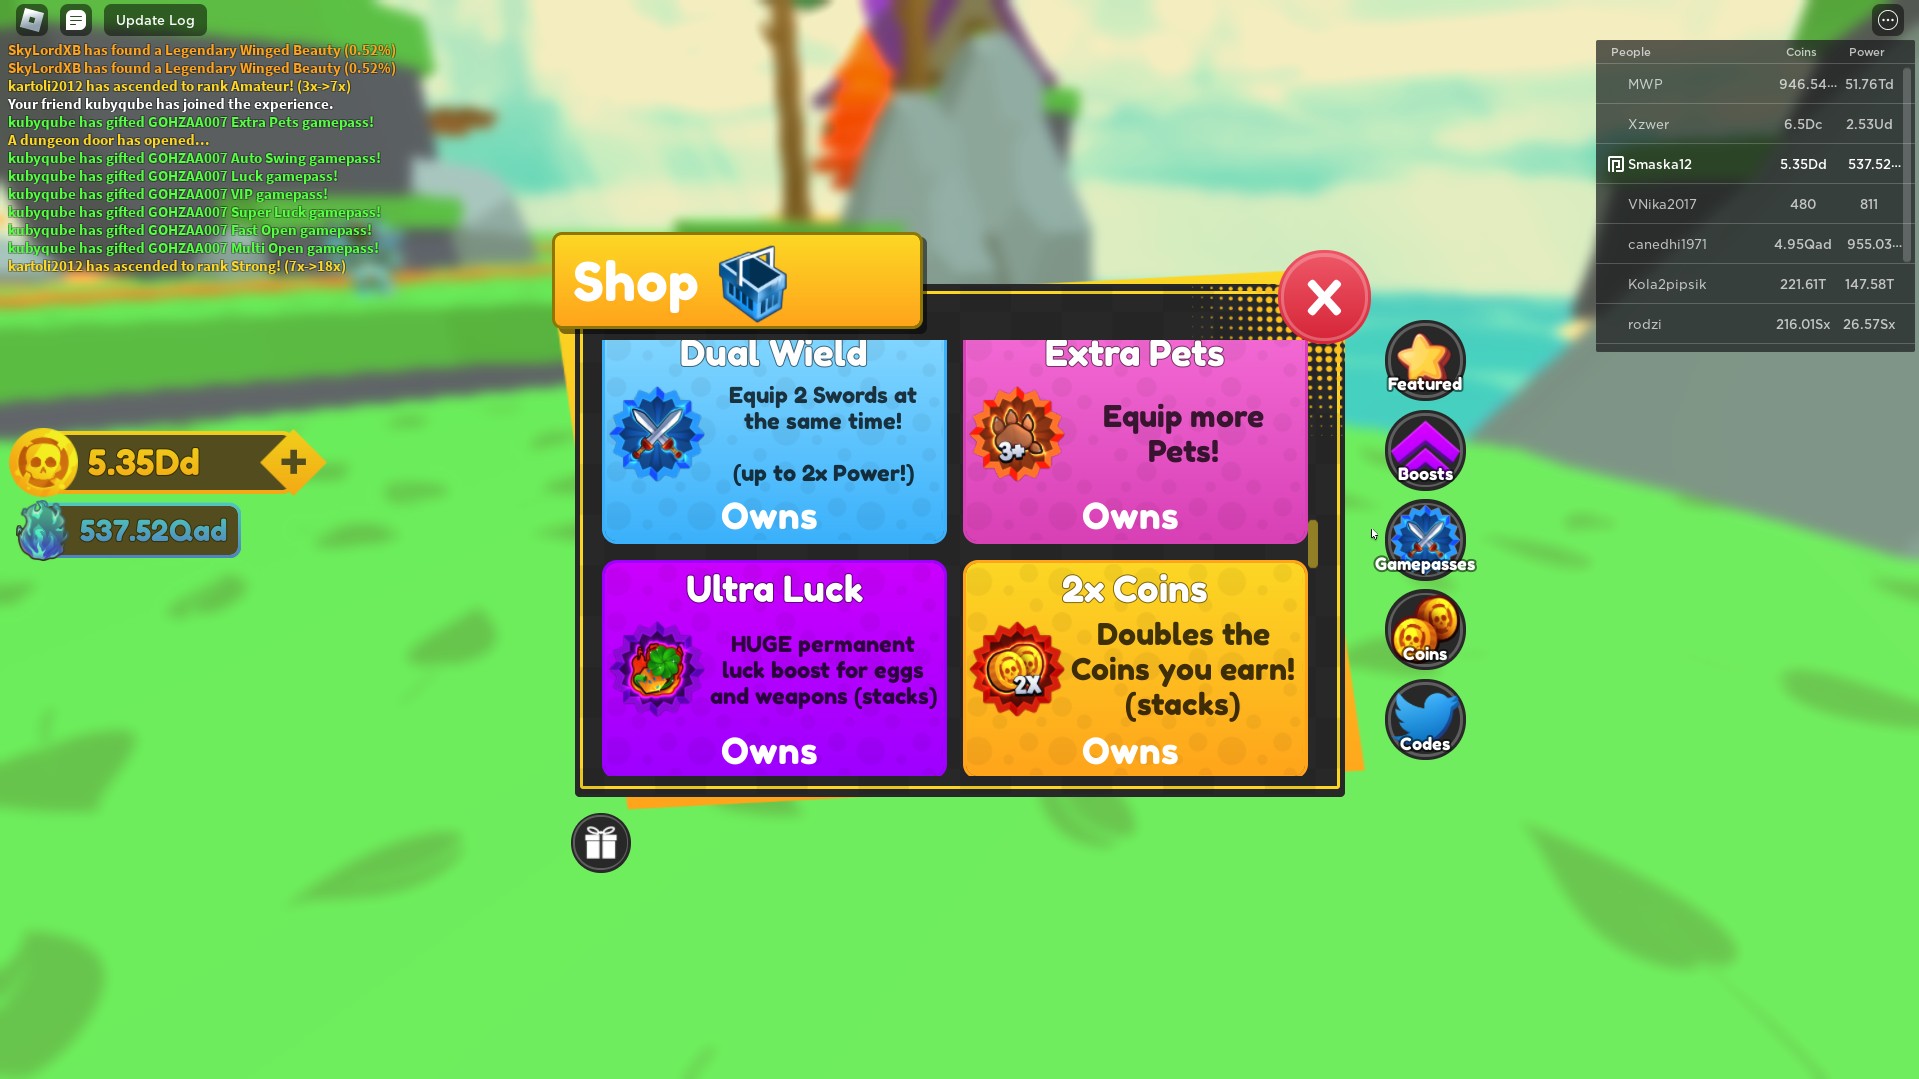 Update Log
SkyLordXB has found a Legendary Winged Beauty (0.52%)
SkyLordXB has found a Legendary Winged Beauty (0.52%)
kartoli2012 has ascended to rank Amateur! (3x->7x)
Your friend kubyqube has joined the experience.
kubyqube has gifted GOHZAA007 Extra Pets gamepass!
A dungeon door has opened...
kubyqube has gifted GOHZAA007 Auto Swing gamepass!
kubyqube has gifted GOHZAA007 Luck gamepass!
kubyqube has gifted GOHZAA007 VIP gamepass!
kubyqube has gifted GOHZAA007 Super Luck gamepass!
kubyqube has gifted GOHZAA007 Fast Open gamepass!
kubyqube has gifted GOHZAA007 Multi Open gamepass!
kartoli2012 has ascended to rank Strong! (7x->18x)
People Coins Power
MWP 946.54... 51.76Td
Xzwer 6.5Dc 2.53Ud
Smaska12 5.35Dd 537.52...
VNika2017 480 811
canedhi1971 4.95Qad 955.03...
Kola2pipsik 221.61T 147.58T
rodzi 216.01Sx 26.57Sx
5.35Dd
537.52Qad
Shop
Dual Wield
Equip 2 Swords at
the same time!
(up to 2x Power!)
Owns
Extra Pets
3+
Equip more
Pets!
Owns
Ultra Luck
HUGE permanent
luck boost for eggs
and weapons (stacks)
Owns
2x Coins
2X
Doubles the
Coins you earn!
(stacks)
Owns
Featured
Boosts
Gamepasses
Coins
Codes